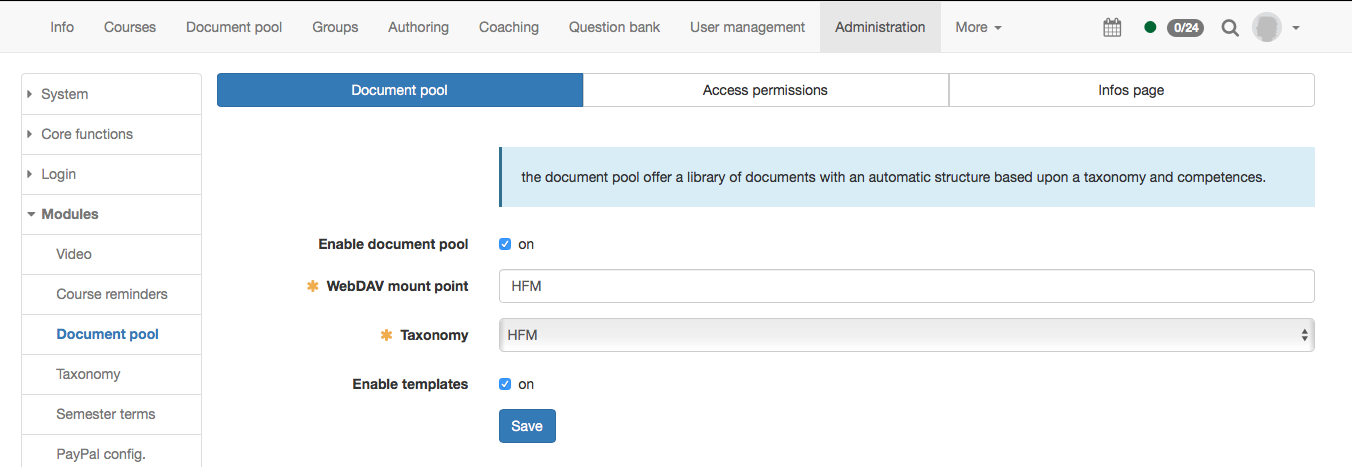 Info Courses Document pool Groups Authoring Coaching Question bank User management Administration More 0/24
System
Core functions
Login
Modules
Video
Course reminders
Document pool
Taxonomy
Semester terms
PayPal config.
Document pool Access permissions Infos page
the document pool offer a library of documents with an automatic structure based upon a taxonomy and competences.
Enable document pool on
WebDAV mount point HFM
Taxonomy HFM
Enable templates on
Save